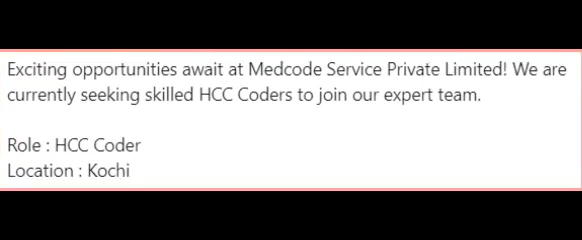 Exciting opportunities await at Medcode Service Private Limited! We are
currently seeking skilled HCC Coders to join our expert team.
Role : HCC Coder
Location : Kochi